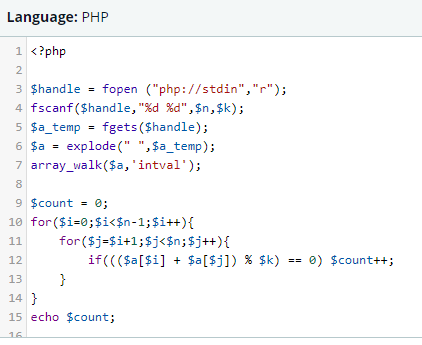 Language: PHP
1 <?php
2
3 $handle = fopen ("php://stdin","r");
4 fscanf($handle,"%d %d",$n,$k);
5 $a_temp = fgets($handle);
6 $a = explode(" ",$a_temp);
7 array_walk($a,'intval');
8
9 $count = 0;
10 for($i=0;$i<$n-1;$i++){
11     for($j=$i+1;$j<$n;$j++){
12         if((($a[$i] + $a[$j]) % $k) == 0) $count++;
13     }
14 }
15 echo $count;
16